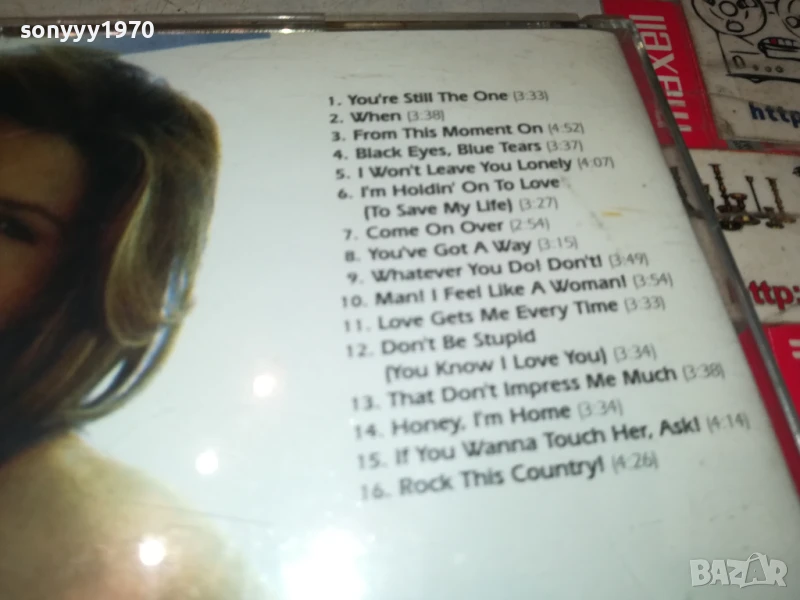 sonyyy1970
1. You're Still The One (3:33)
2. When (3:38)
3. From This Moment On (4:52)
4. Black Eyes, Blue Tears (3:37)
5. I Won't Leave You Lonely (4:07)
6. I'm Holdin' On To Love
(To Save My Life) (3:27)
7. Come On Over (2:54)
8. You've Got A Way (3:15)
9. Whatever You Do! Don't! (3:49)
10. Man! I Feel Like A Woman! (3:54)
11. Love Gets Me Every Time (3:33)
12. Don't Be Stupid
(You Know I Love You) (3:34)
13. That Don't Impress Me Much (3:38)
14. Honey, I'm Home (3:34)
15. If You Wanna Touch Her, Ask! (4:14)
16. Rock This Country! (4:26)
maxell
http:
ttp:
BAZAR